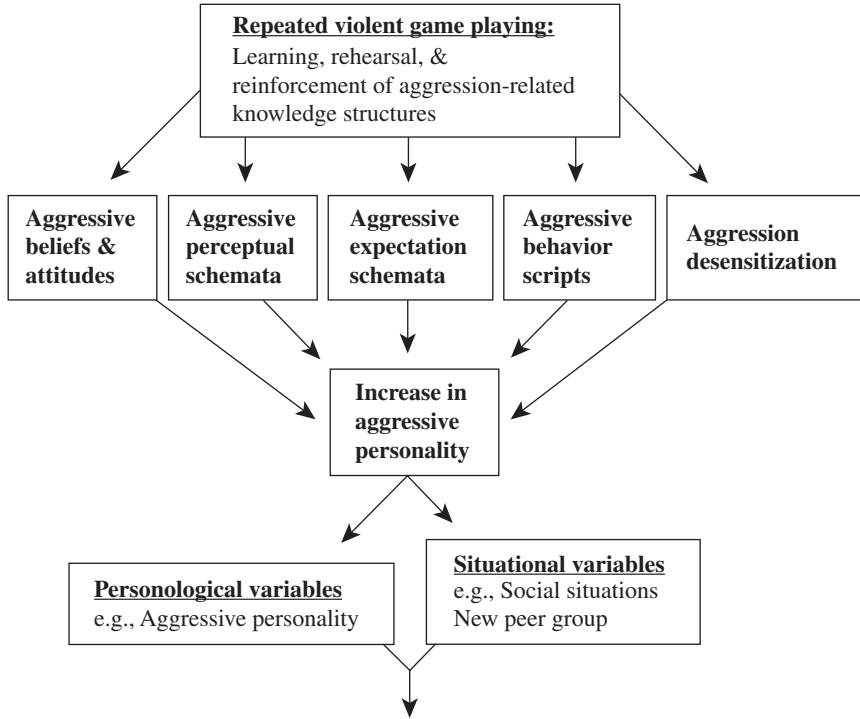 Repeated violent game playing:
Learning, rehearsal, &
reinforcement of aggression-related
knowledge structures
Aggressive
beliefs &
attitudes
Aggressive
perceptual
schemata
Aggressive
expectation
schemata
Aggressive
behavior
scripts
Aggression
desensitization
Increase in
aggressive
personality
Personological variables
e.g., Aggressive personality
Situational variables
e.g., Social situations
New peer group